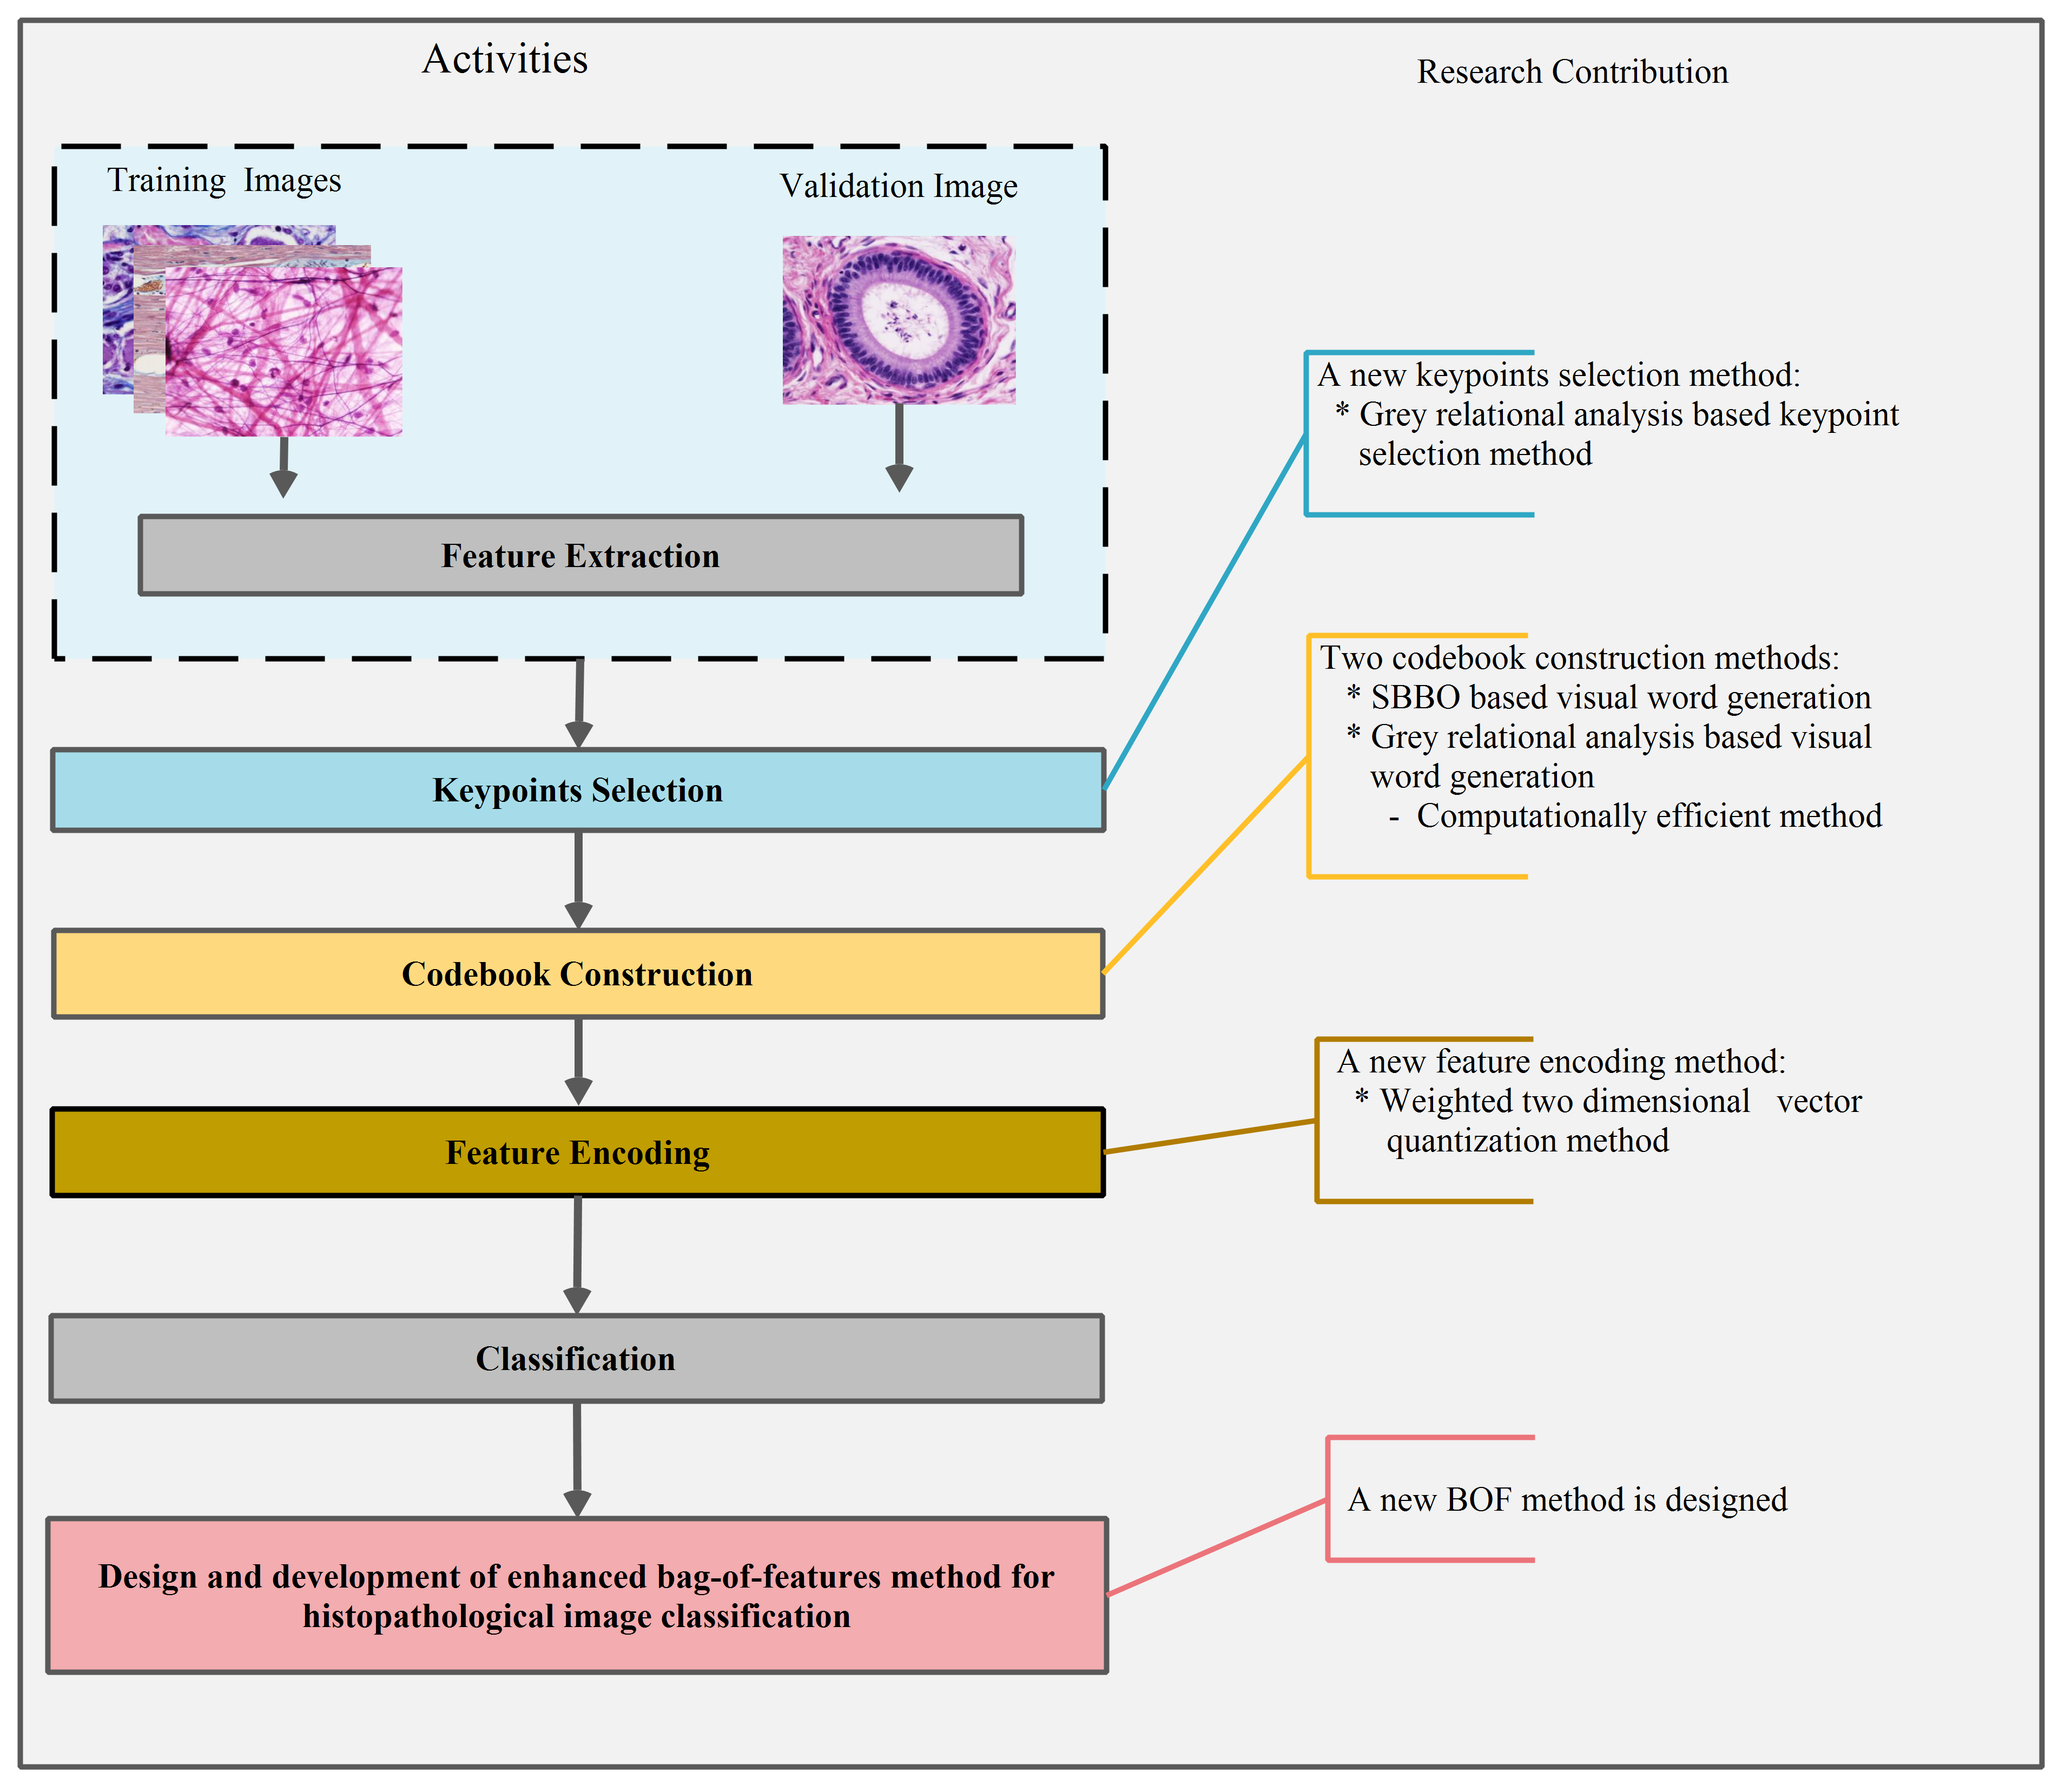 Activities
Research Contribution
Training Images
Validation Image
Feature Extraction
A new keypoints selection method:
* Grey relational analysis based keypoint
selection method
Keypoints Selection
Two codebook construction methods:
* SBBO based visual word generation
* Grey relational analysis based visual
word generation
- Computationally efficient method
Codebook Construction
A new feature encoding method:
* Weighted two dimensional vector
quantization method
Feature Encoding
Classification
A new BOF method is designed
Design and development of enhanced bag-of-features method for
histopathological image classification